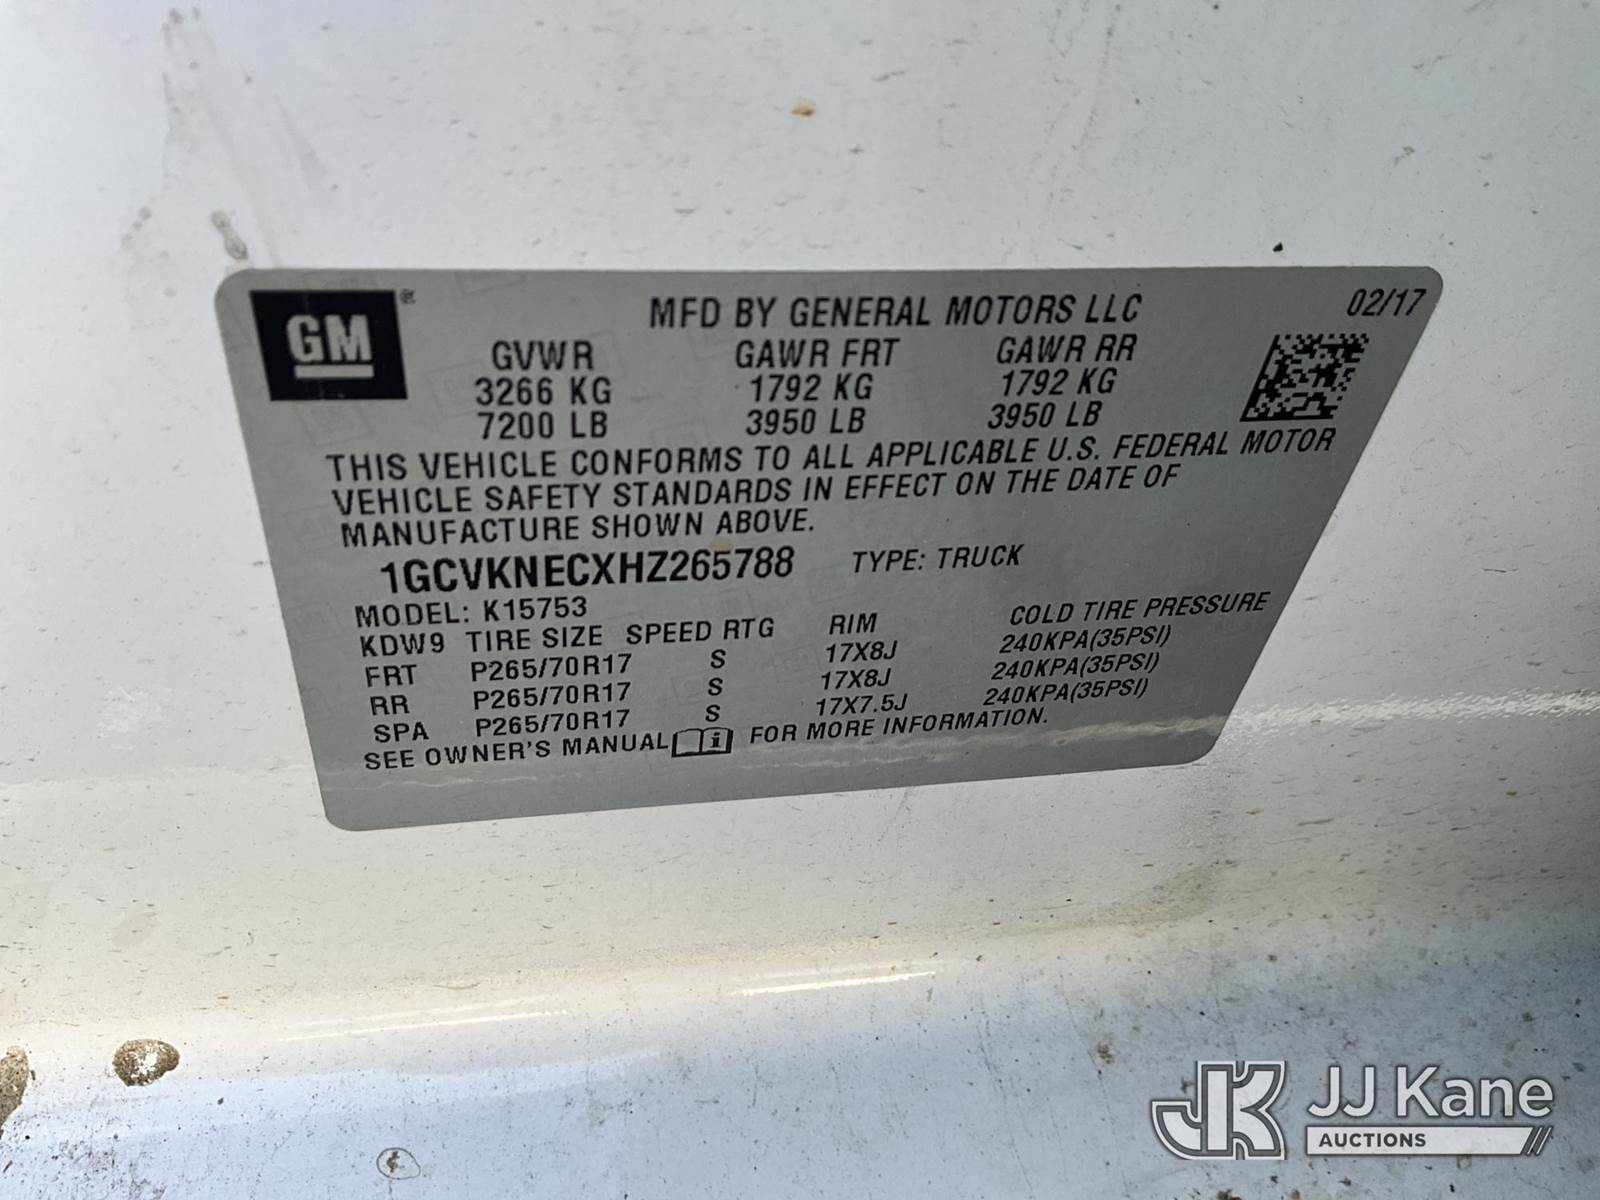 GM®
MFD BY GENERAL MOTORS LLC 02/17
GVWR GAWR FRT GAWR RR
3266 KG 1792 KG 1792 KG
7200 LB 3950 LB 3950 LB
THIS VEHICLE CONFORMS TO ALL APPLICABLE U.S. FEDERAL MOTOR
VEHICLE SAFETY STANDARDS IN EFFECT ON THE DATE OF
MANUFACTURE SHOWN ABOVE.
1GCVKNECXHZ265788 TYPE: TRUCK
MODEL: K15753
KDW9 TIRE SIZE SPEED RTG RIM COLD TIRE PRESSURE
FRT P265/70R17 S 17X8J 240KPA(35PSI)
RR P265/70R17 S 17X8J 240KPA(35PSI)
SPA P265/70R17 S 17X7.5J 240KPA(35PSI)
SEE OWNER'S MANUAL i FOR MORE INFORMATION.
JK JJ Kane
AUCTIONS